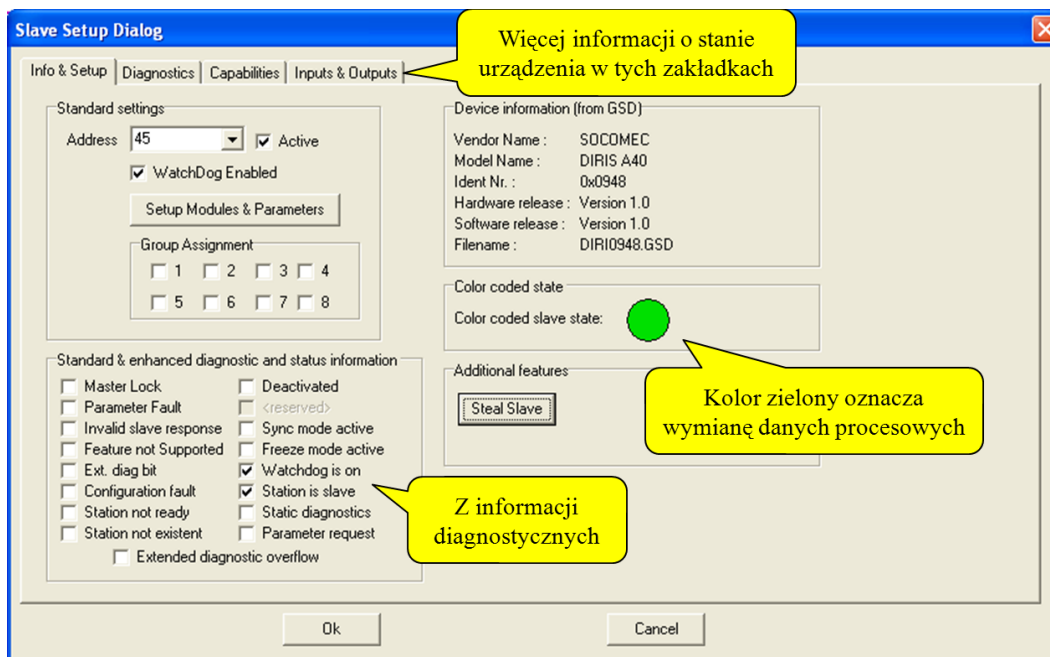 Slave Setup Dialog
Więcej informacji o stanie
urządzenia w tych zakładkach
Info & Setup
Diagnostics
Capabilities
Inputs & Outputs
Standard settings
Address 45 Active
WatchDog Enabled
Setup Modules & Parameters
Group Assignment
1 2 3 4
5 6 7 8
Device information (from GSD)
Vendor Name : SOCOMEC
Model Name : DIRIS A40
Ident Nr. : 0x0948
Hardware release : Version 1.0
Software release : Version 1.0
Filename : DIRI0948.GSD
Color coded state
Color coded slave state:
Kolor zielony oznacza
wymianę danych procesowych
Standard & enhanced diagnostic and status information
Master Lock Deactivated
Parameter Fault <reserved>
Invalid slave response Sync mode active
Feature not Supported Freeze mode active
Ext. diag bit Watchdog is on
Configuration fault Station is slave
Station not ready Static diagnostics
Station not existent Parameter request
Extended diagnostic overflow
Additional features
Steal Slave
Z informacji
diagnostycznych
Ok
Cancel